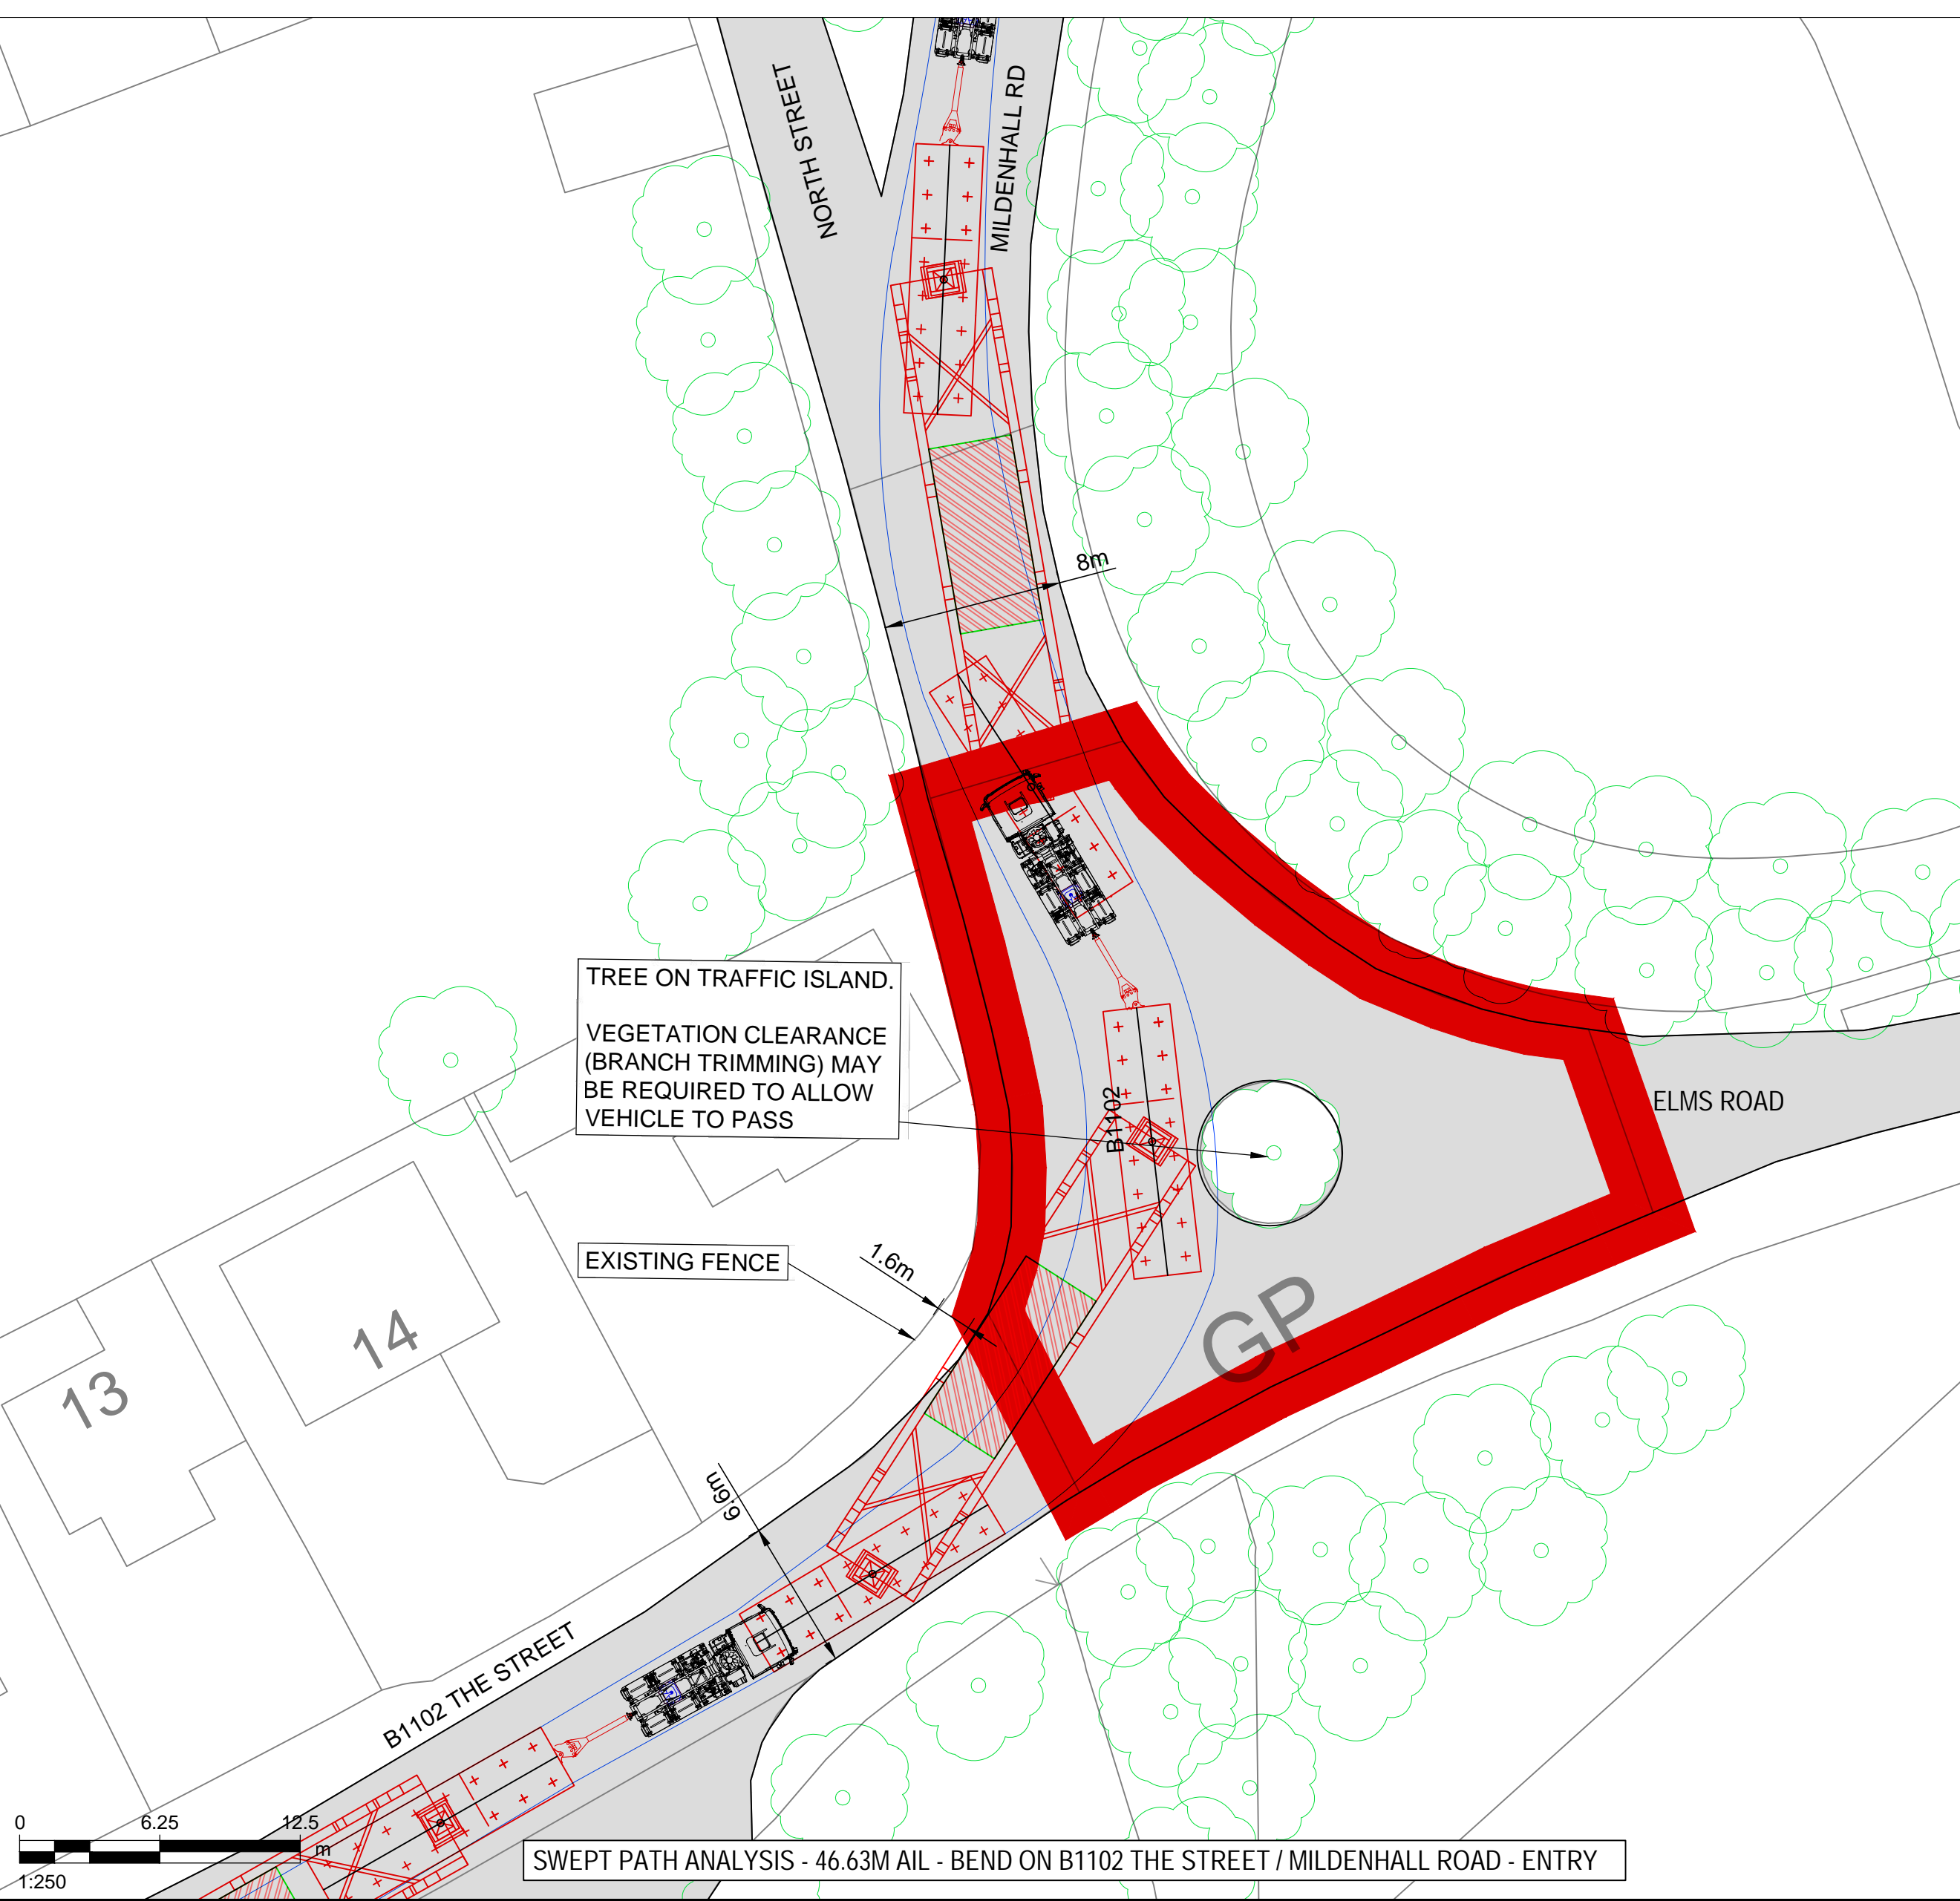 NORTH STREET
MILDENHALL RD
8m
TREE ON TRAFFIC ISLAND.
VEGETATION CLEARANCE
(BRANCH TRIMMING) MAY
BE REQUIRED TO ALLOW
VEHICLE TO PASS
B1102
ELMS ROAD
EXISTING FENCE
1.6m
GP
14
13
6.6m
B1102 THE STREET
0 6.25 12.5
m
1:250
SWEPT PATH ANALYSIS - 46.63M AIL - BEND ON B1102 THE STREET / MILDENHALL ROAD - ENTRY